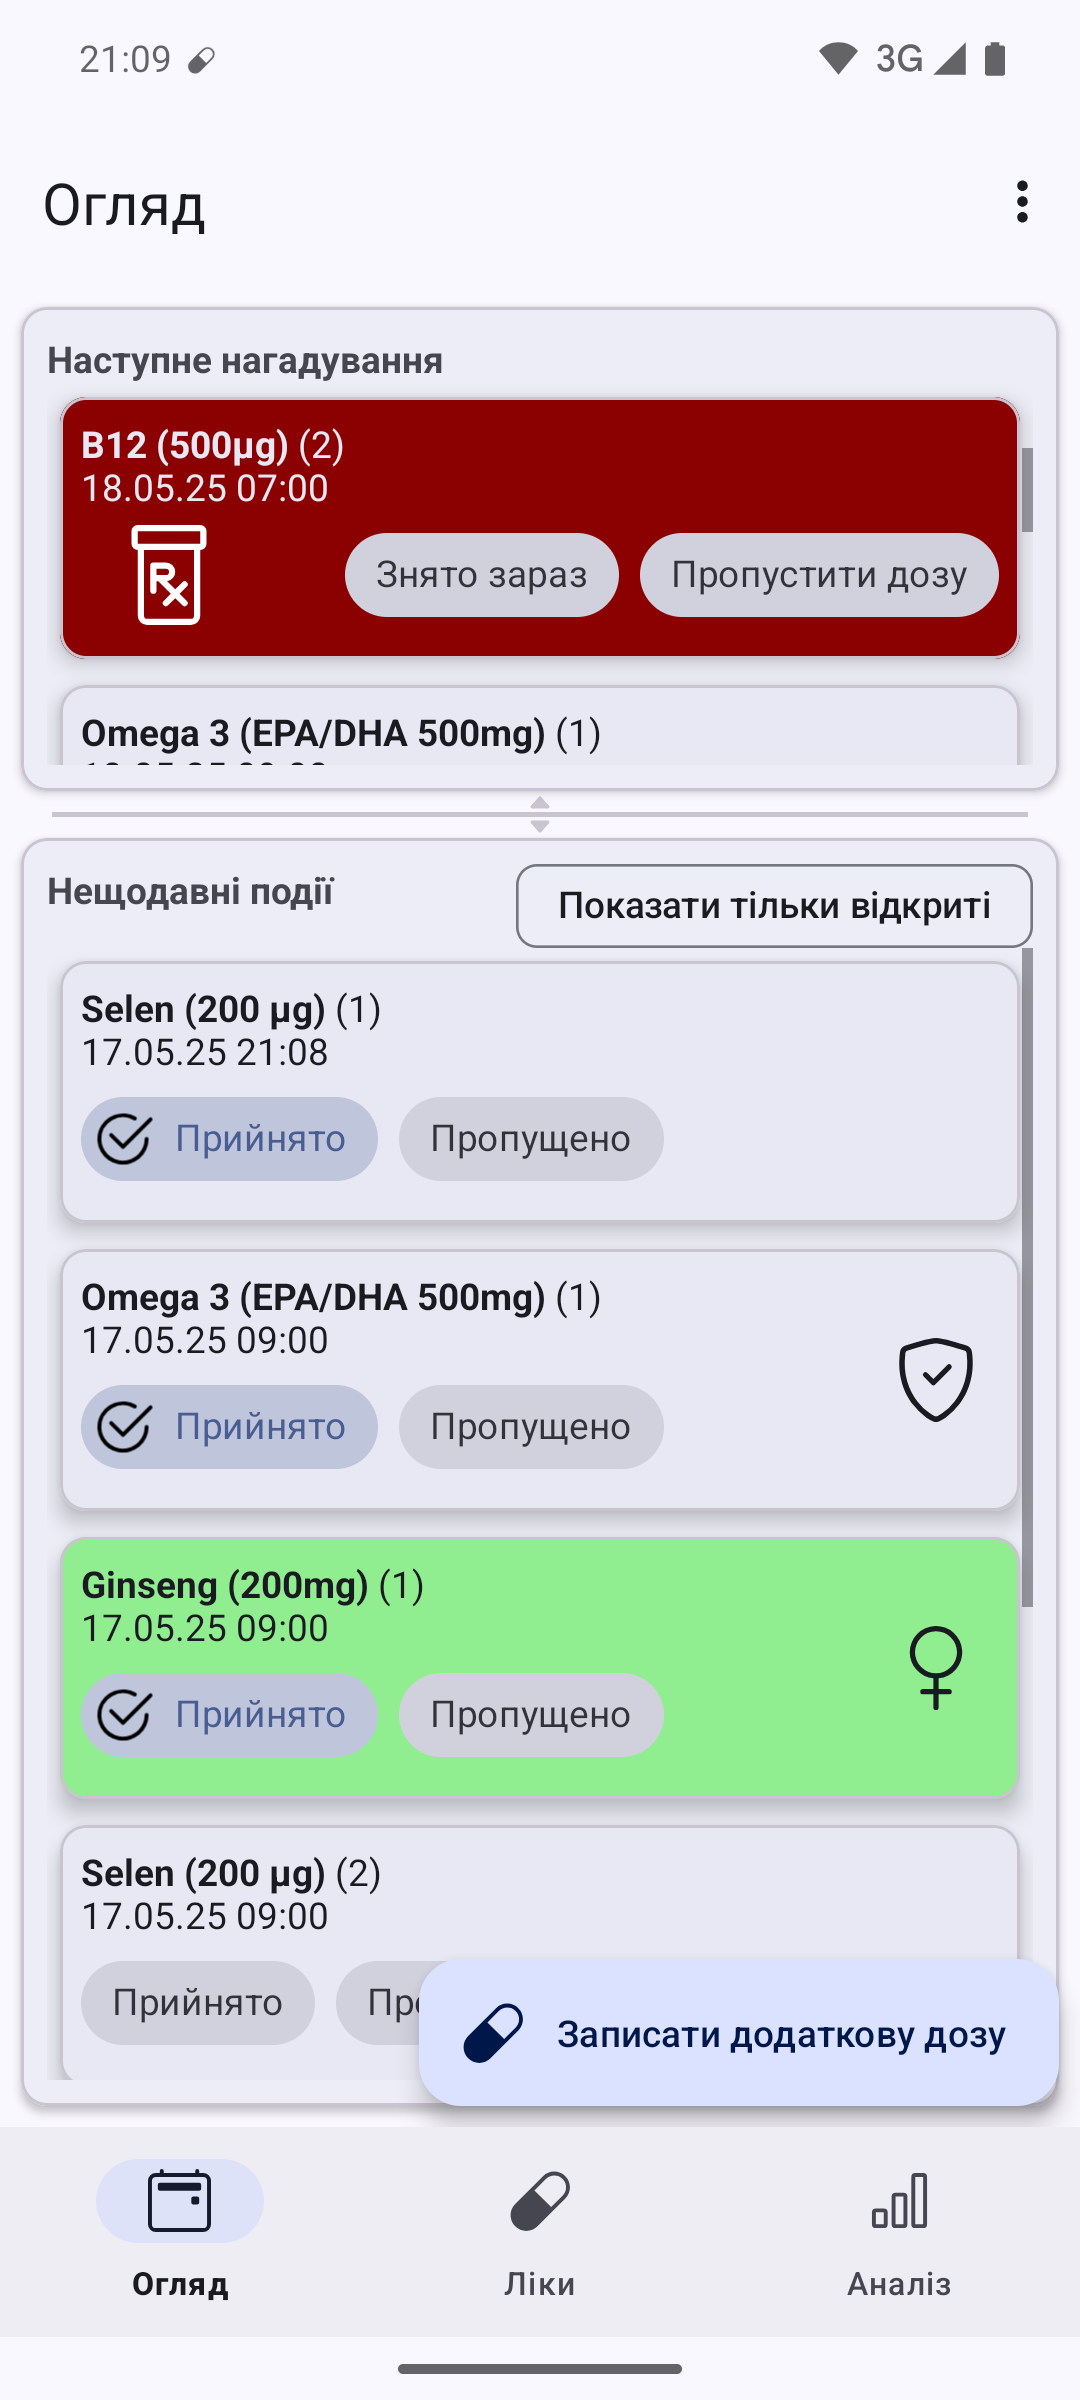 21:09
3G
Огляд
Наступне нагадування
B12 (500µg) (2)
18.05.25 07:00
Rx
Знято зараз
Пропустити дозу
Omega 3 (EPA/DHA 500mg) (1)
Нещодавні події
Показати тільки відкриті
Selen (200 µg) (1)
17.05.25 21:08
Прийнято
Пропущено
Omega 3 (EPA/DHA 500mg) (1)
17.05.25 09:00
Прийнято
Пропущено
Ginseng (200mg) (1)
17.05.25 09:00
Прийнято
Пропущено
Selen (200 µg) (2)
17.05.25 09:00
Прийнято
Записати додаткову дозу
Огляд
Ліки
Аналіз